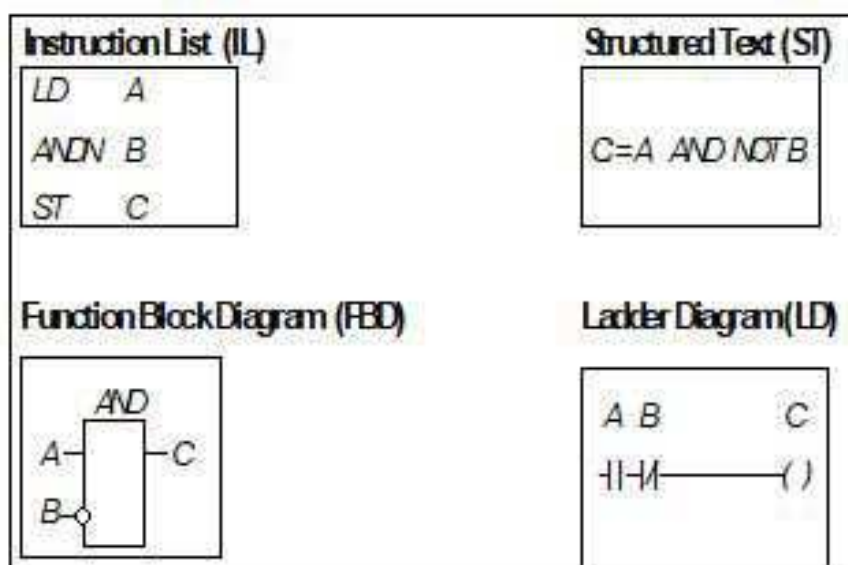 Instruction List (IL)
LD A
ANDN B
ST C
Structured Text (ST)
C=A AND NOT B
Function Block Diagram (FBD)
AND
A
C
B
Ladder Diagram (LD)
A B C
( )